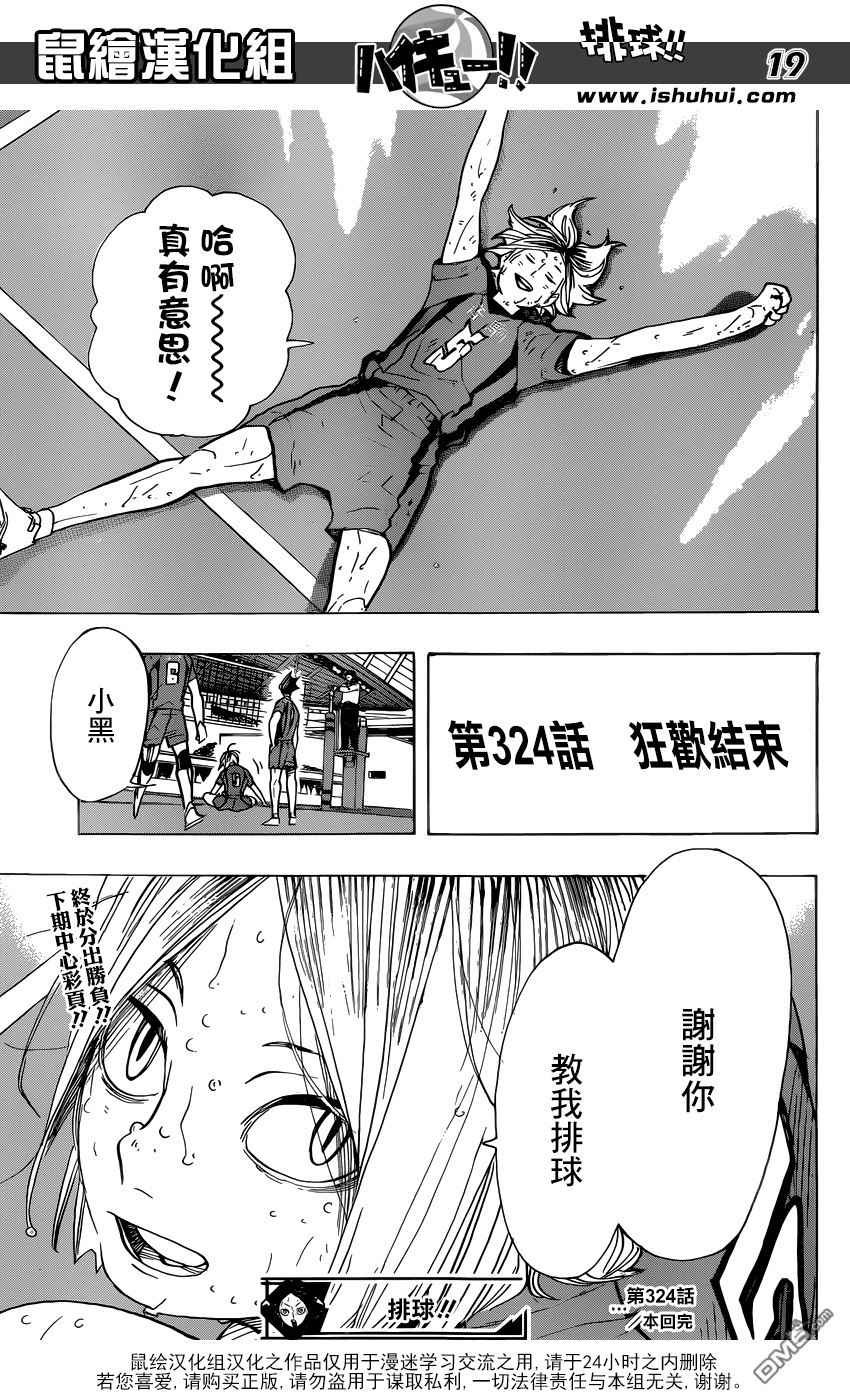 鼠繪漢化組
ハイキュー!!
排球!!
19
www.ishuhui.com
哈啊~~~~~~
真有意思！
第324話 狂歡結束
小黑
謝謝你
教我排球
終於分出勝負!!
下期中心彩頁!!
排球!!
第324話
…／本回完
鼠绘汉化组汉化之作品仅用于漫迷学习交流之用, 请于24小时之内删除
若您喜爱, 请购买正版, 请勿盗用于谋取私利, 一切法律责任与本组无关, 谢谢。